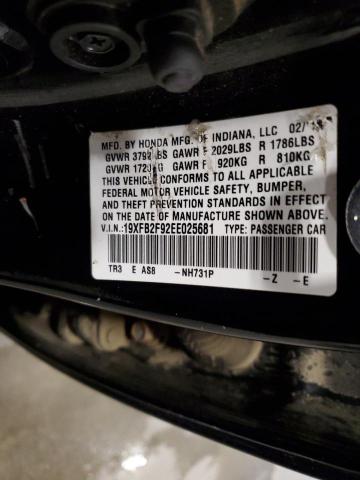 MFD. BY HONDA MFG. OF INDIANA, LLC 02/
GVWR LBS GAWR F 2029LBS R 1786LBS
GVWR KG GAWR F 920KG R 810KG
THIS VEHICLE CONFORMS TO ALL APPLICABLE
FEDERAL MOTOR VEHICLE SAFETY, BUMPER,
AND THEFT PREVENTION STANDARDS IN EFFECT
ON THE DATE OF MANUFACTURE SHOWN ABOVE.
V.I.N.: 19XFB2F92EE025681 TYPE: PASSENGER CAR
TR3 E AS8 -NH731P -Z -E